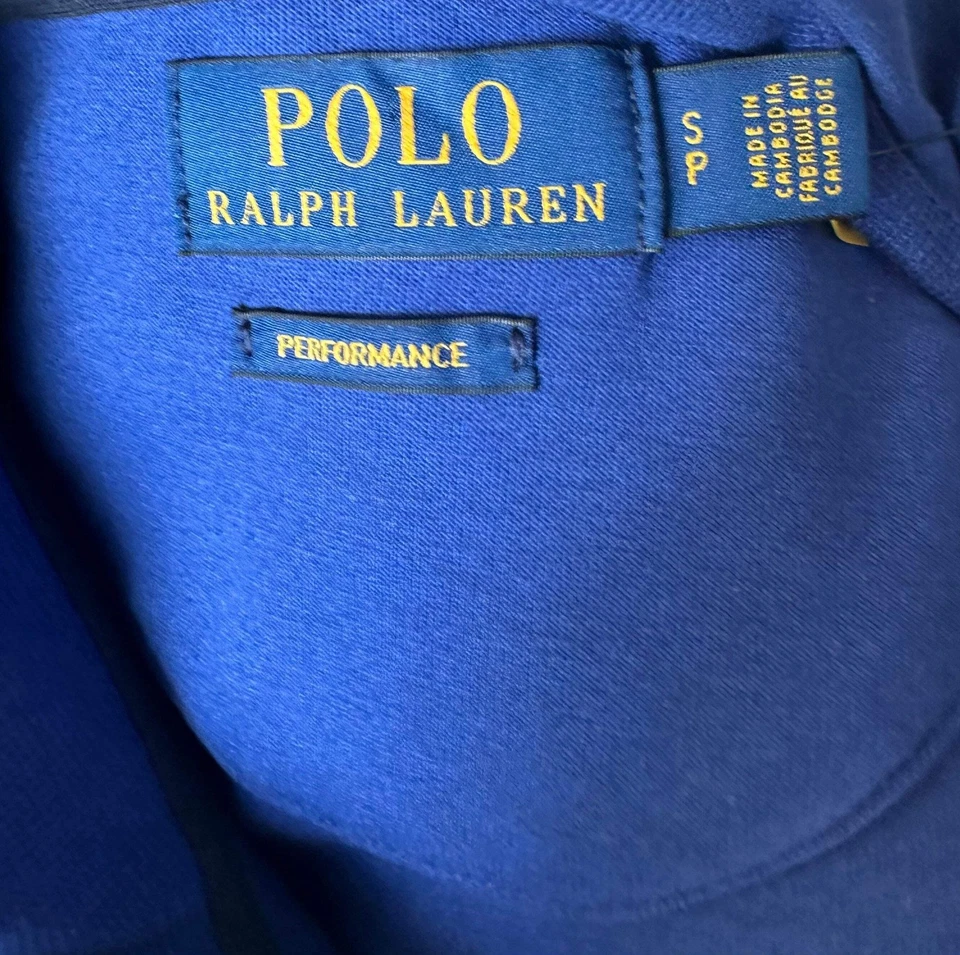 POLO
RALPH LAUREN
S
P
MADE IN
CAMBODIA
FABRIQUÉ AU
CAMBODGE
PERFORMANCE